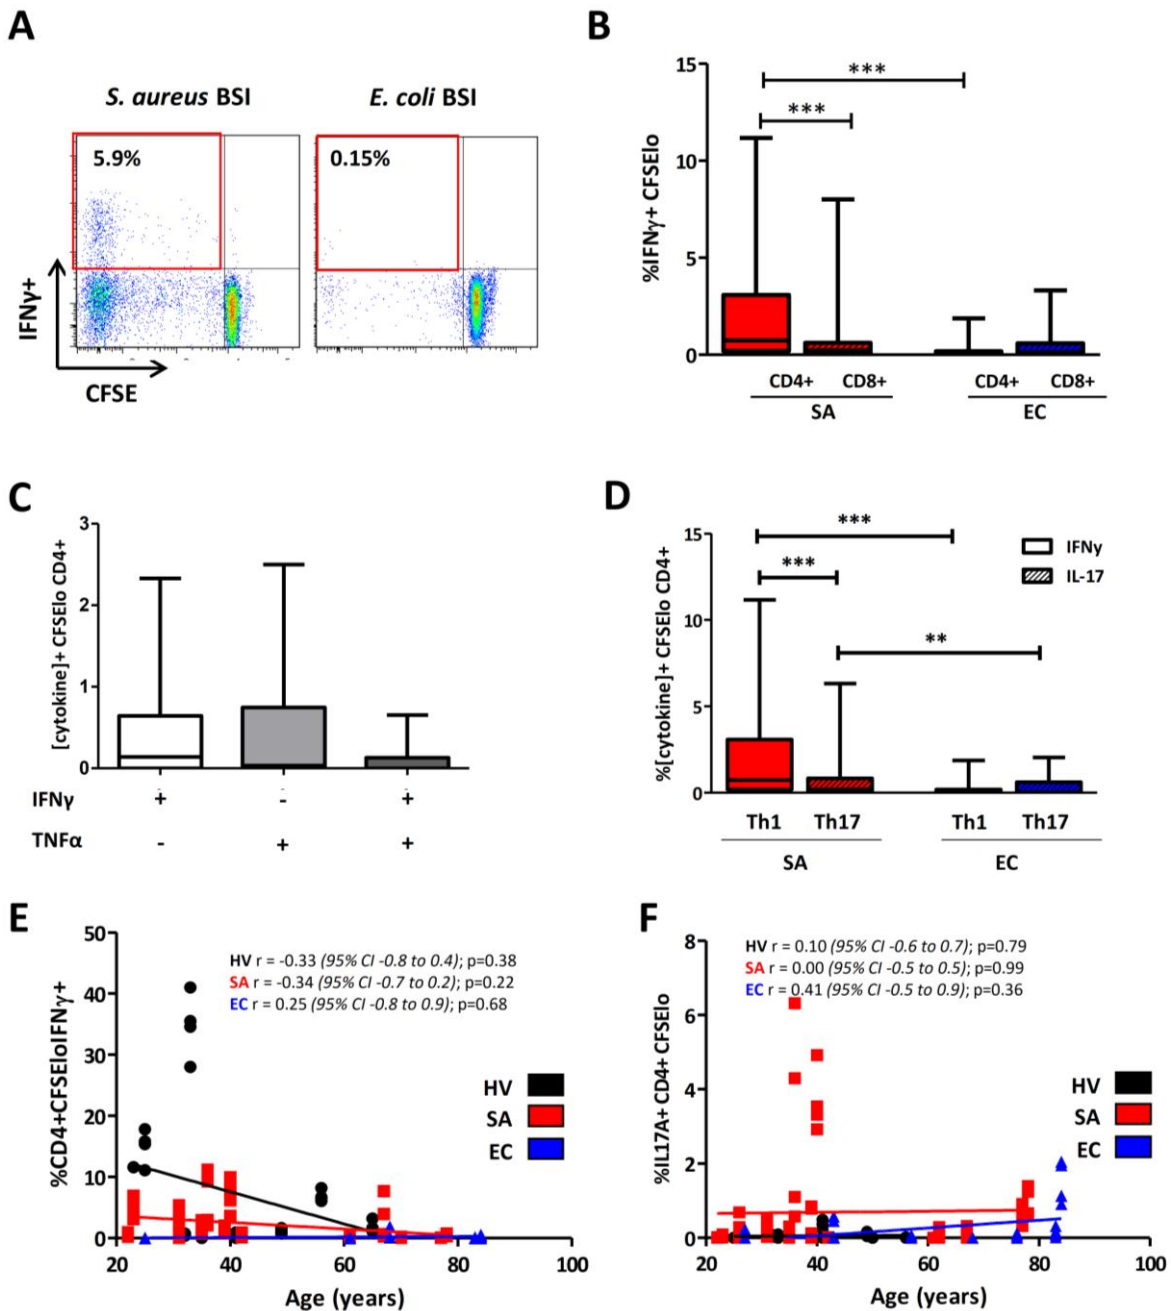 A
S. aureus BSI
E. coli BSI
5.9%
0.15%
IFNγ+
CFSE
B
***
***
%IFNγ+ CFSElo
15
10
5
0
CD4+ CD8+ CD4+ CD8+
SA EC
C
[cytokine]+ CFSElo CD4+
3
2
1
0
IFNγ + - +
TNFα - + +
D
***
***
**
IFNγ
IL-17
%[cytokine]+ CFSElo CD4+
15
10
5
0
Th1 Th17 Th1 Th17
SA EC
E
HV r = -0.33 (95% CI -0.8 to 0.4); p=0.38
SA r = -0.34 (95% CI -0.7 to 0.2); p=0.22
EC r = 0.25 (95% CI -0.8 to 0.9); p=0.68
%CD4+CFSEloIFNγ+
50
40
30
20
10
0
HV
SA
EC
20 40 60 80 100
Age (years)
F
HV r = 0.10 (95% CI -0.6 to 0.7); p=0.79
SA r = 0.00 (95% CI -0.5 to 0.5); p=0.99
EC r = 0.41 (95% CI -0.5 to 0.9); p=0.36
%IL17A+ CD4+ CFSElo
8
6
4
2
0
HV
SA
EC
20 40 60 80 100
Age (years)